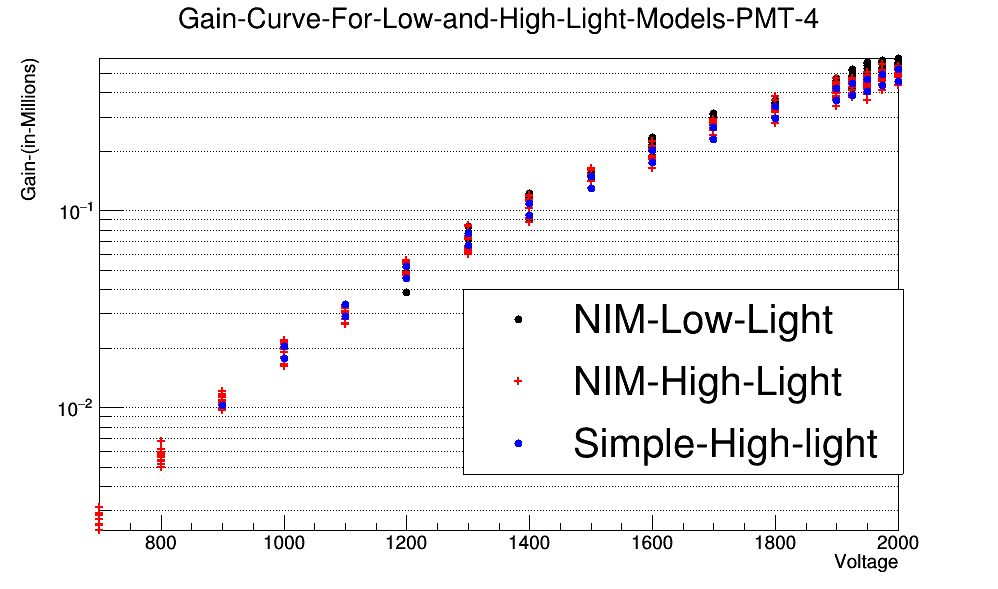 Gain-Curve-For-Low-and-High-Light-Models-PMT-4
Gain-(in-Millions)
10⁻¹
10⁻²
NIM-Low-Light
NIM-High-Light
Simple-High-light
800 1000 1200 1400 1600 1800 2000
Voltage